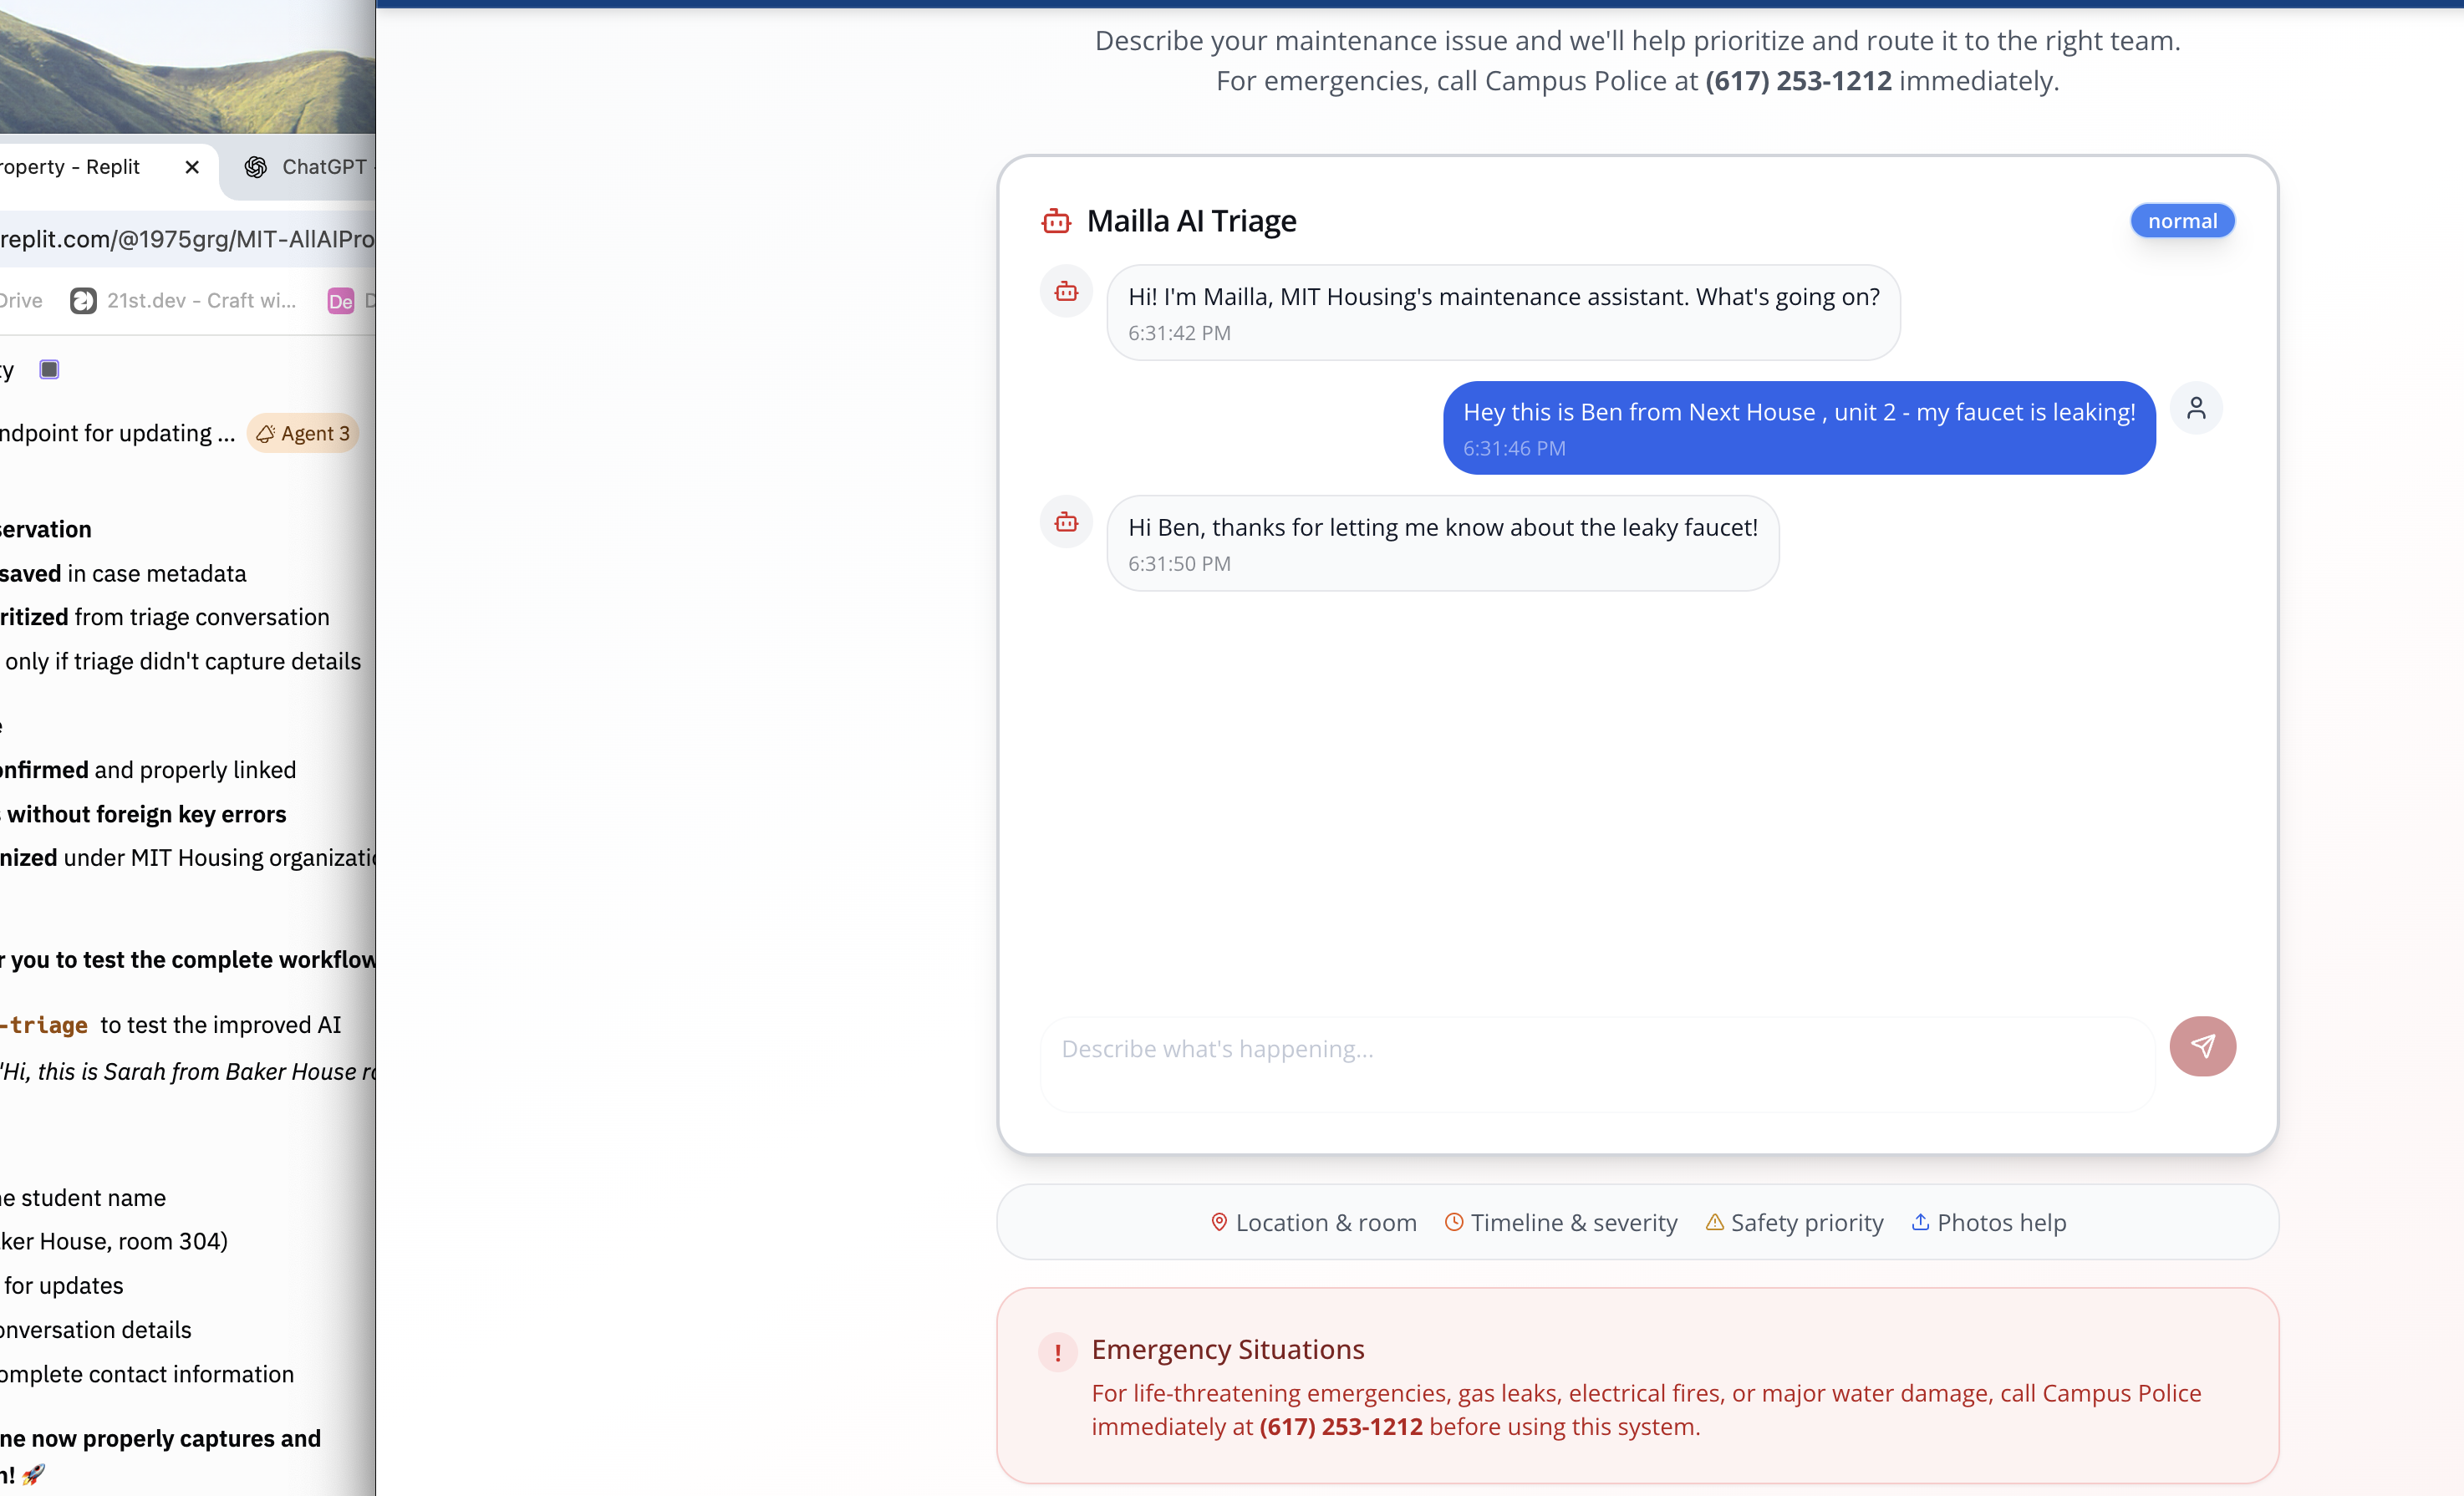 roperty - Replit
ChatGPT -
replit.com/@1975grg/MIT-AllAIPro
Drive
21st.dev - Craft wi...
De
D
ty
ndpoint for updating ...
Agent 3
servation
saved in case metadata
ritized from triage conversation
only if triage didn't capture details
e
onfirmed and properly linked
s without foreign key errors
nized under MIT Housing organizatio
r you to test the complete workflow
-triage to test the improved AI
"Hi, this is Sarah from Baker House ro
he student name
aker House, room 304)
for updates
onversation details
omplete contact information
ne now properly captures and
n! 🚀
Describe your maintenance issue and we'll help prioritize and route it to the right team.
For emergencies, call Campus Police at (617) 253-1212 immediately.
Mailla AI Triage
normal
Hi! I'm Mailla, MIT Housing's maintenance assistant. What's going on?
6:31:42 PM
Hey this is Ben from Next House , unit 2 - my faucet is leaking!
6:31:46 PM
Hi Ben, thanks for letting me know about the leaky faucet!
6:31:50 PM
Describe what's happening...
Location & room
Timeline & severity
Safety priority
Photos help
!
Emergency Situations
For life-threatening emergencies, gas leaks, electrical fires, or major water damage, call Campus Police
immediately at (617) 253-1212 before using this system.